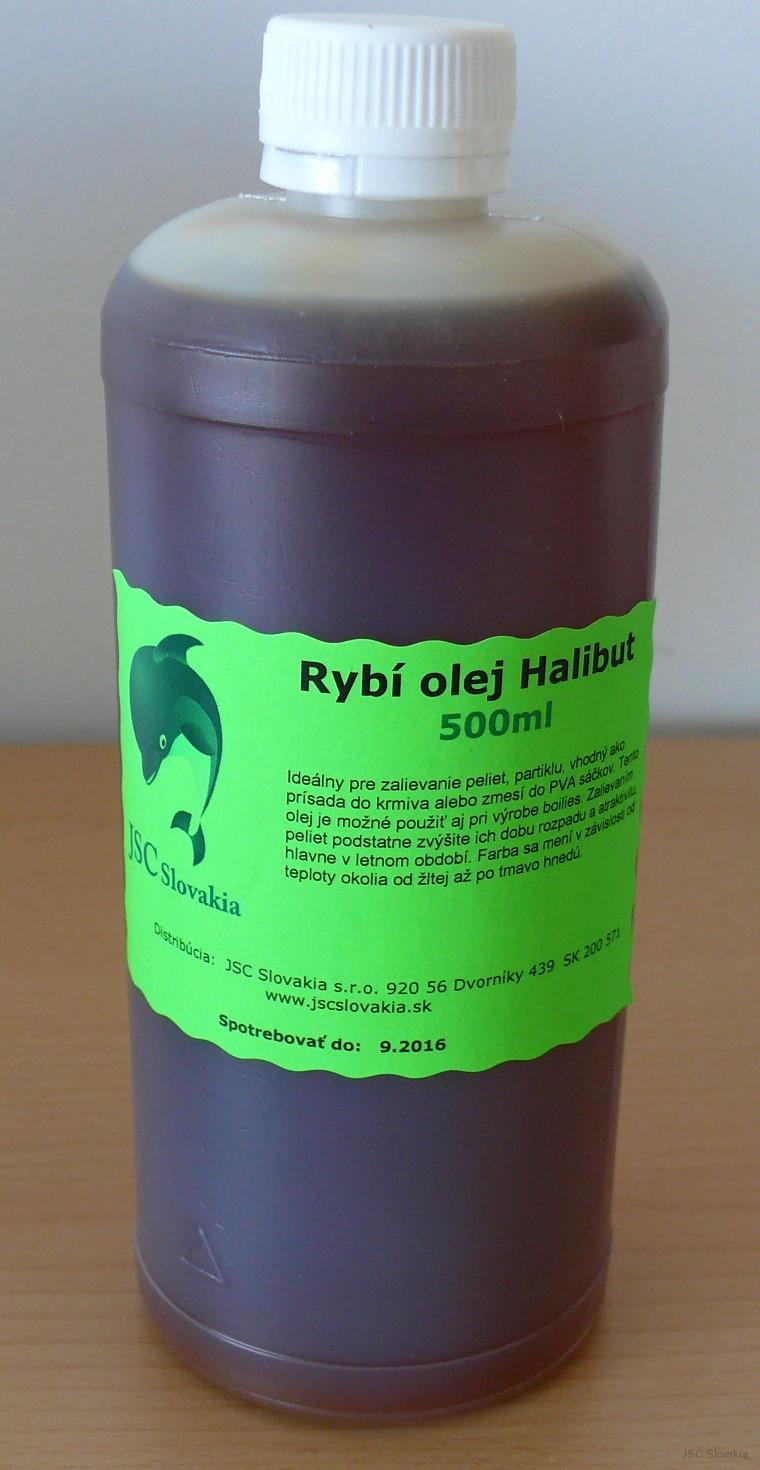 Rybí olej Halibut
500ml
Ideálny pre zalievanie peliet, partiklu, vhodný ako
prísada do krmiva alebo zmesí do PVA sáčkov. Tento
olej je možné použiť aj pri výrobe boilies. Zalievaním
peliet podstatne zvýšite ich dobu rozpadu a atraktivitu,
hlavne v letnom období. Farba sa mení v závislosti od
teploty okolia od žltej až po tmavo hnedú.
JSC Slovakia
Distribúcia: JSC Slovakia s.r.o. 920 56 Dvorníky 439 SK 200 571
www.jscslovakia.sk
Spotrebovať do: 9.2016
JSC Slovakia